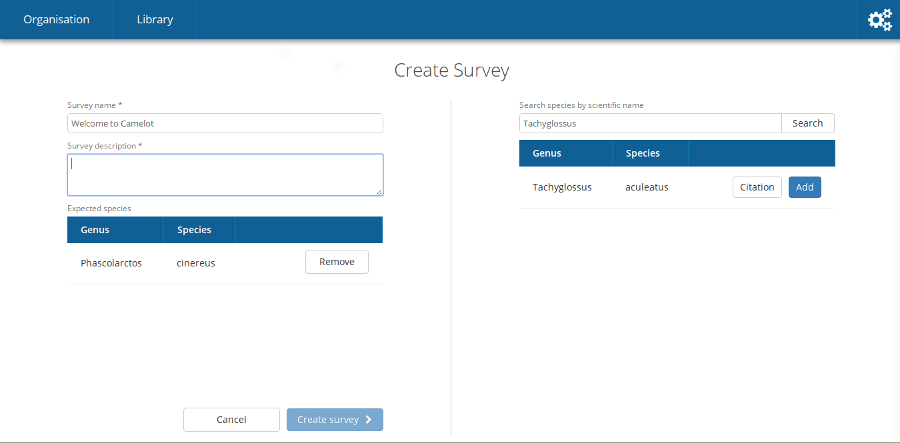 Organisation
Library
Create Survey
Survey name *
Welcome to Camelot
Survey description *
Expected species
Genus Species
Phascolarctos cinereus Remove
Cancel
Create survey
Search species by scientific name
Tachyglossus Search
Genus Species
Tachyglossus aculeatus Citation Add